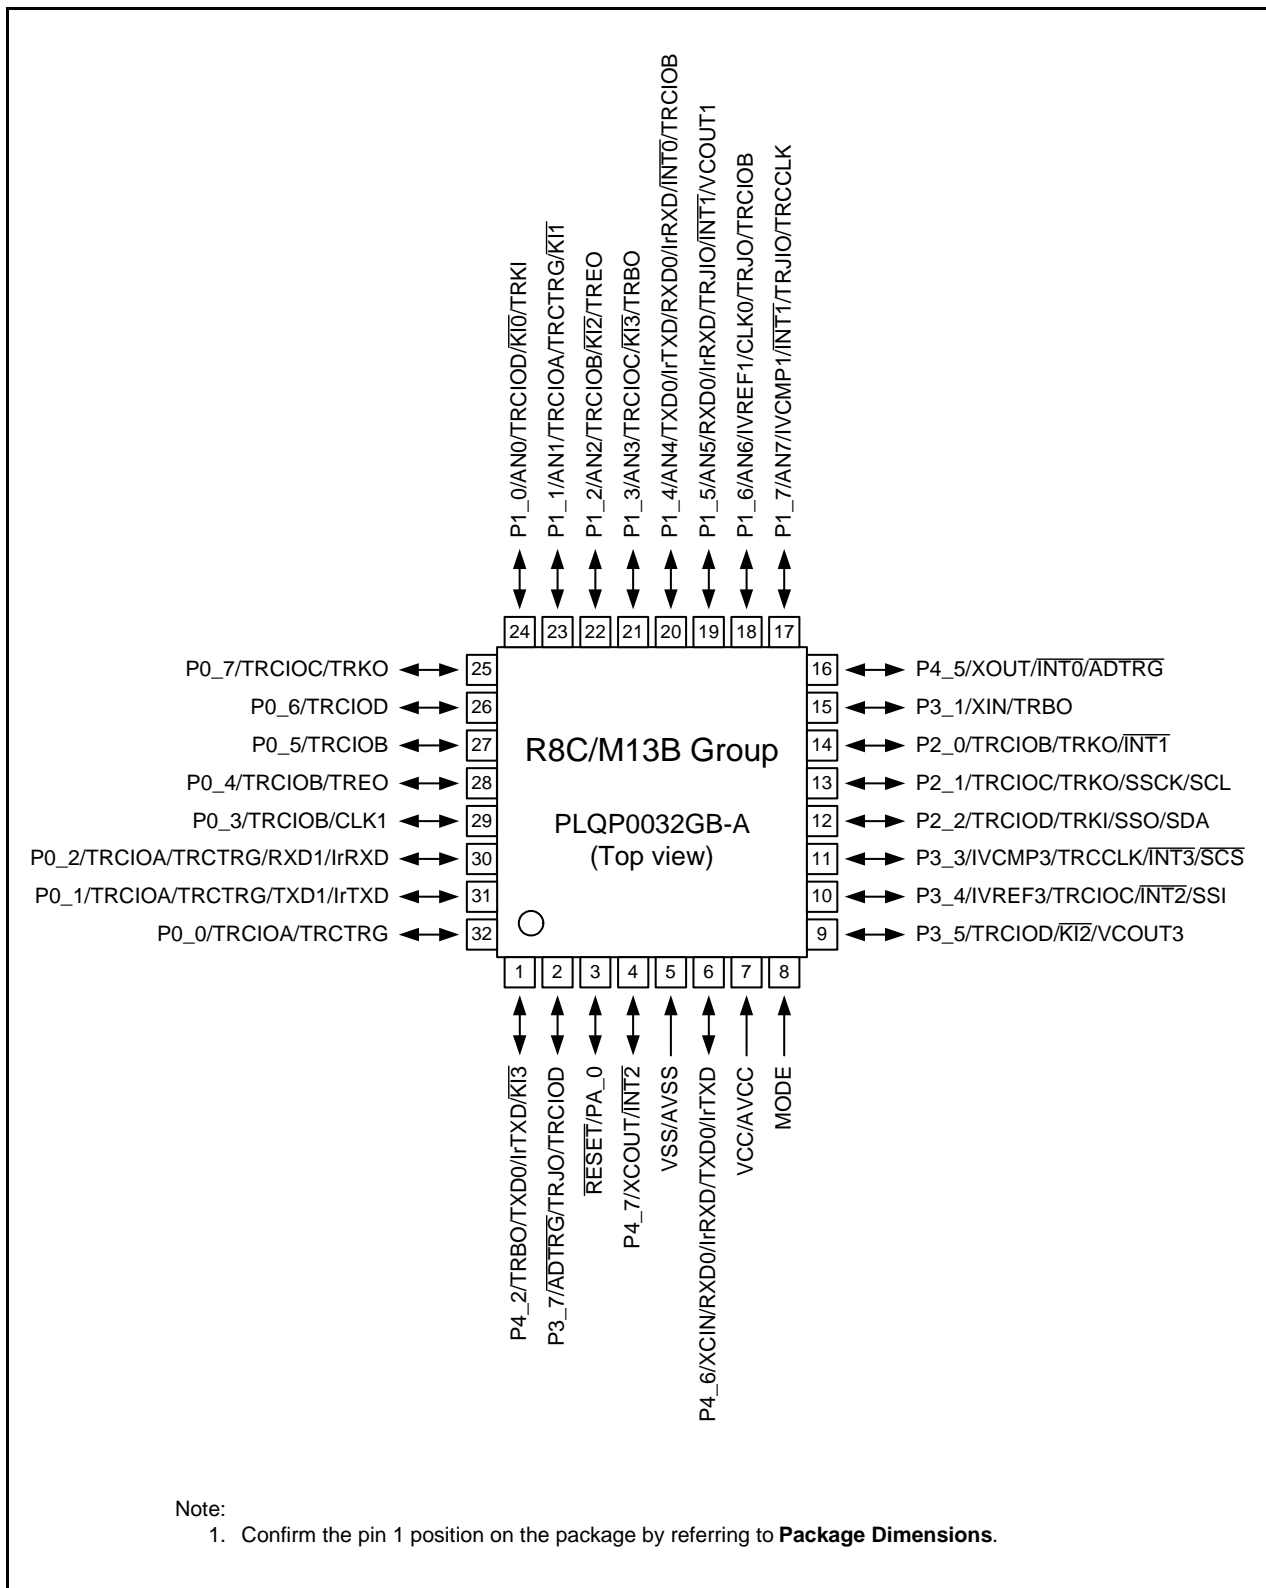 P1_0/AN0/TRCIOD/KI0/TRKI
P1_1/AN1/TRCIOA/TRCTRG/KI1
P1_2/AN2/TRCIOB/KI2/TREO
P1_3/AN3/TRCIOC/KI3/TRBO
P1_4/AN4/TXD0/IrTXD/RXD0/IrRXD/INT0/TRCIOB
P1_5/AN5/RXD0/IrRXD/TRJIO/INT1/VCOUT1
P1_6/AN6/IVREF1/CLK0/TRJO/TRCIOB
P1_7/AN7/IVCMP1/INT1/TRJIO/TRCCLK
24 23 22 21 20 19 18 17
P0_7/TRCIOC/TRKO 25
P0_6/TRCIOD 26
P0_5/TRCIOB 27
P0_4/TRCIOB/TREO 28
P0_3/TRCIOB/CLK1 29
P0_2/TRCIOA/TRCTRG/RXD1/IrRXD 30
P0_1/TRCIOA/TRCTRG/TXD1/IrTXD 31
P0_0/TRCIOA/TRCTRG 32
R8C/M13B Group
PLQP0032GB-A
(Top view)
16 P4_5/XOUT/INT0/ADTRG
15 P3_1/XIN/TRBO
14 P2_0/TRCIOB/TRKO/INT1
13 P2_1/TRCIOC/TRKO/SSCK/SCL
12 P2_2/TRCIOD/TRKI/SSO/SDA
11 P3_3/IVCMP3/TRCCLK/INT3/SCS
10 P3_4/IVREF3/TRCIOC/INT2/SSI
9 P3_5/TRCIOD/KI2/VCOUT3
1 2 3 4 5 6 7 8
P4_2/TRBO/TXD0/IrTXD/KI3
P3_7/ADTRG/TRJO/TRCIOD
RESET/PA_0
P4_7/XCOUT/INT2
VSS/AVSS
P4_6/XCIN/RXD0/IrRXD/TXD0/IrTXD
VCC/AVCC
MODE
Note:
1. Confirm the pin 1 position on the package by referring to Package Dimensions.